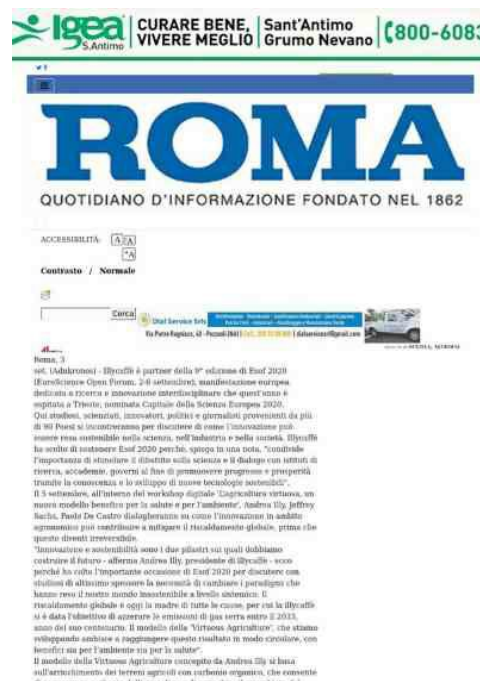 Igea
S.Antimo
CURARE BENE,
VIVERE MEGLIO
Sant'Antimo
Grumo Nevano
800-6083
ROMA
QUOTIDIANO D'INFORMAZIONE FONDATO NEL 1862
ACCESSIBILITÀ: A A
A
Contrasto / Normale
Cerca
Diaf Service Srls
Roma, 3
set. (Adnkronos) - Illycaffè è partner della 9ª edizione di Esof 2020
(EuroScience Open Forum, 2-6 settembre), manifestazione europea
dedicata a ricerca e innovazione interdisciplinare che quest'anno è
ospitata a Trieste, nominata Capitale della Scienza Europea 2020.
Qui studiosi, scienziati, innovatori, politici e giornalisti provenienti da più
di 90 Paesi si incontreranno per discutere di come l'innovazione può
essere resa sostenibile nella scienza, nell'industria e nella società. Illycaffè
ha scelto di sostenere Esof 2020 perché, spiega in una nota, "condivide
l'importanza di stimolare il dibattito sulla scienza e il dialogo con istituti di
ricerca, accademie, governi al fine di promuovere progresso e prosperità
tramite la conoscenza e lo sviluppo di nuove tecnologie sostenibili".
Il 5 settembre, all'interno del workshop digitale 'L'agricoltura virtuosa, un
nuovo modello benefico per la salute e per l'ambiente', Andrea Illy, Jeffrey
Sachs, Paolo De Castro dialogheranno su come l'innovazione in ambito
agronomico può contribuire a mitigare il riscaldamento globale, prima che
questo diventi irreversibile.
"Innovazione e sostenibilità sono i due pilastri sui quali dobbiamo
costruire il futuro - afferma Andrea Illy, presidente di illycaffè - ecco
perché ho colto l'importante occasione di Esof 2020 per discutere con
studiosi di altissimo spessore la necessità di cambiare i paradigmi che
hanno reso il nostro mondo insostenibile a livello sistemico. Il
riscaldamento globale è oggi la madre di tutte le cause, per cui la illycaffè
si è data l'obiettivo di azzerare le emissioni di gas serra entro il 2033,
anno del suo centenario. Il modello della 'Virtuous Agriculture', che stiamo
sviluppando ambisce a raggiungere questo risultato in modo circolare, con
benefici sia per l'ambiente sia per la salute".
Il modello della Virtuous Agriculture concepito da Andrea Illy si basa
sull'arricchimento dei terreni agricoli con carbonio organico, che consente